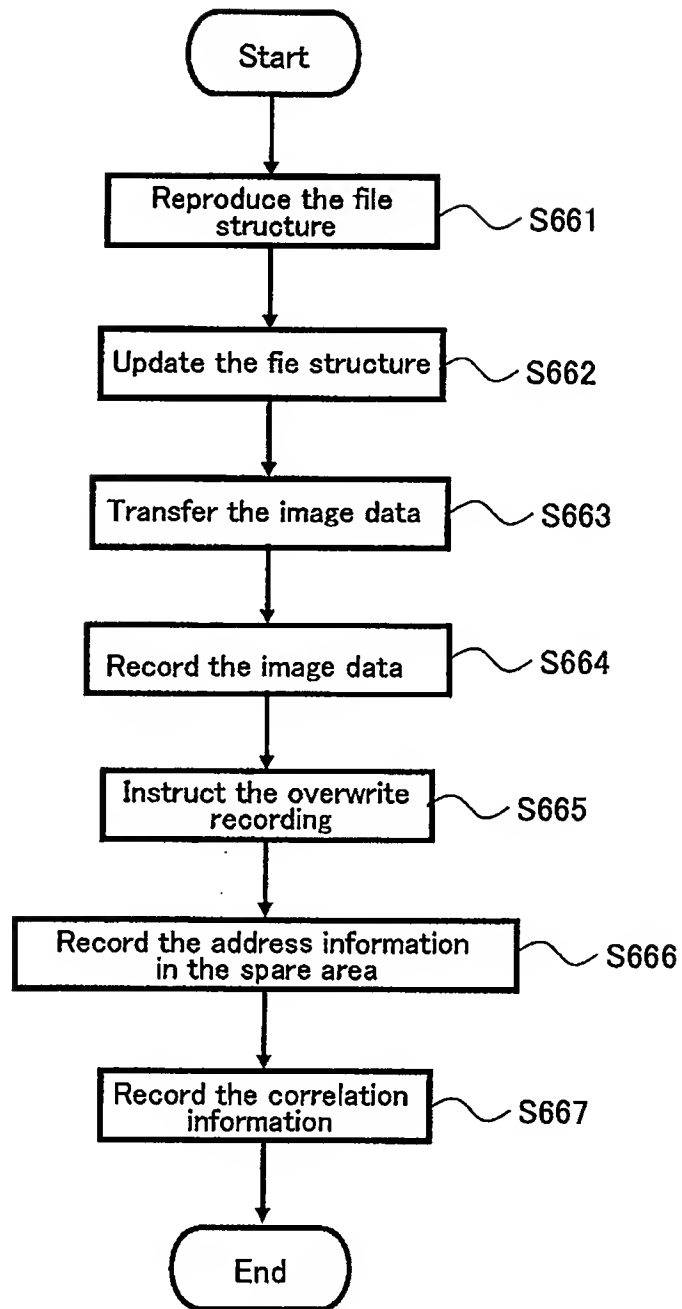 Start
Reproduce the file
structure
S661
Update the fie structure
S662
Transfer the image data
S663
Record the image data
S664
Instruct the overwrite
recording
S665
Record the address information
in the spare area
S666
Record the correlation
information
S667
End